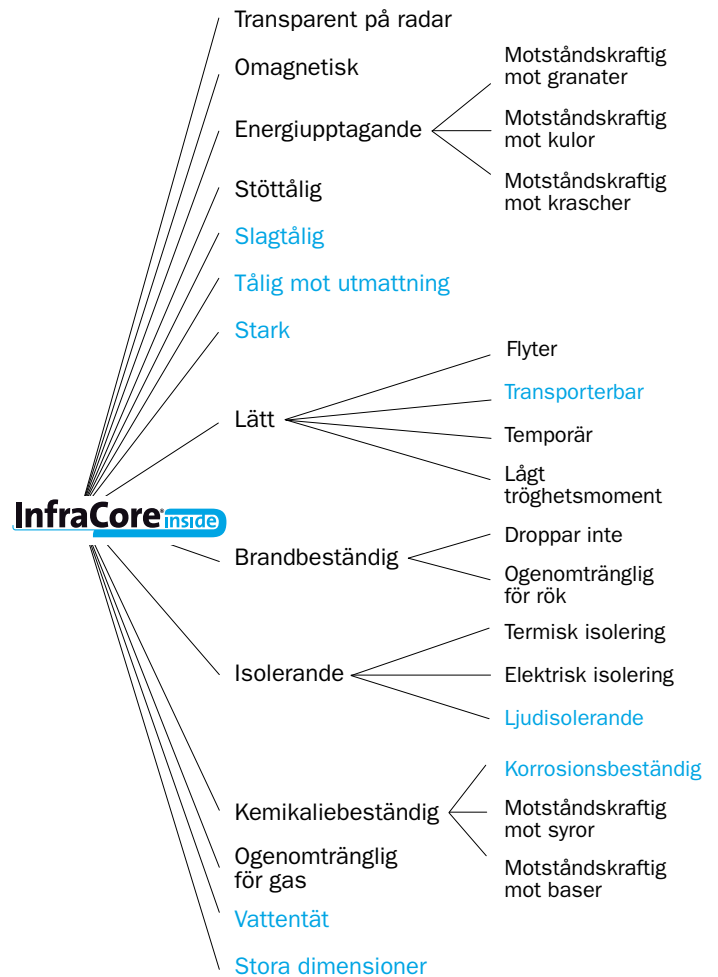 Transparent på radar
Omagnetisk
Energiupptagande
Motståndskraftig
mot granater
Motståndskraftig
mot kulor
Motståndskraftig
mot krascher
Stöttålig
Slagtålig
Tålig mot utmattning
Stark
Lätt
Flyter
Transporterbar
Temporär
Lågt
tröghetsmoment
InfraCore® inside
Brandbeständig
Droppar inte
Ogenomtränglig
för rök
Isolerande
Termisk isolering
Elektrisk isolering
Ljudisolerande
Kemikaliebeständig
Korrosionsbeständig
Motståndskraftig
mot syror
Motståndskraftig
mot baser
Ogenomtränglig
för gas
Vattentät
Stora dimensioner